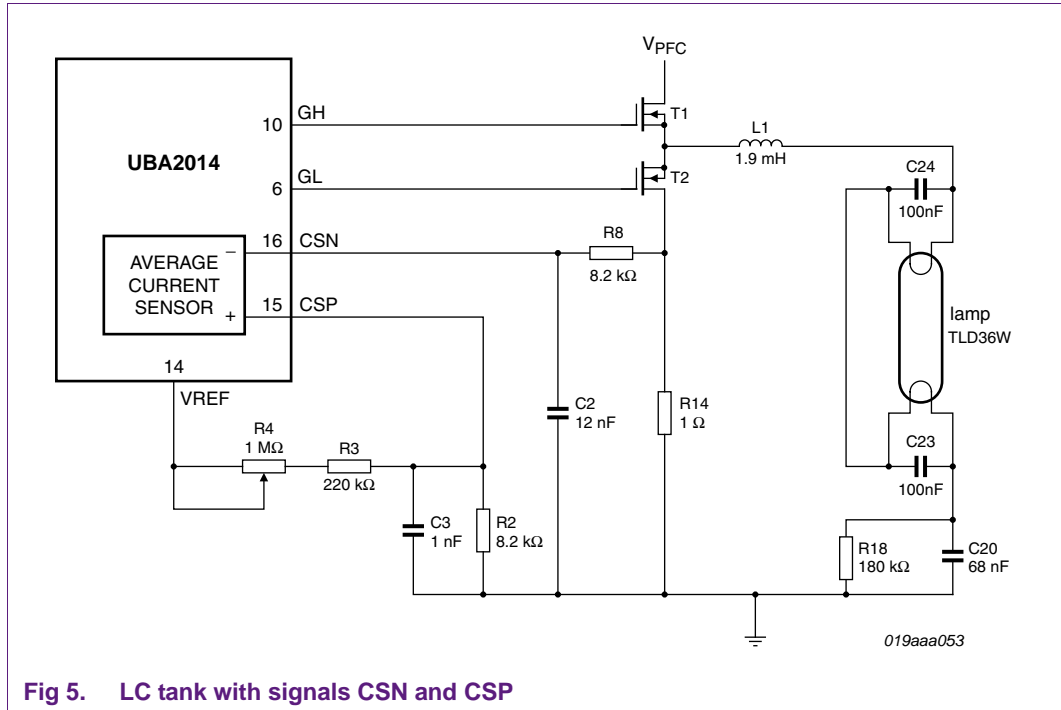 VPFC
10 GH
T1
L1
1.9 mH
UBA2014
C24
100nF
6 GL
T2
16 CSN
R8
8.2 kΩ
AVERAGE
CURRENT
SENSOR
−
+
15 CSP
lamp
TLD36W
14
VREF
C2
12 nF
R14
1 Ω
R4
1 MΩ
R3
220 kΩ
C23
100nF
C3
1 nF
R2
8.2 kΩ
R18
180 kΩ
C20
68 nF
019aaa053
Fig 5. LC tank with signals CSN and CSP